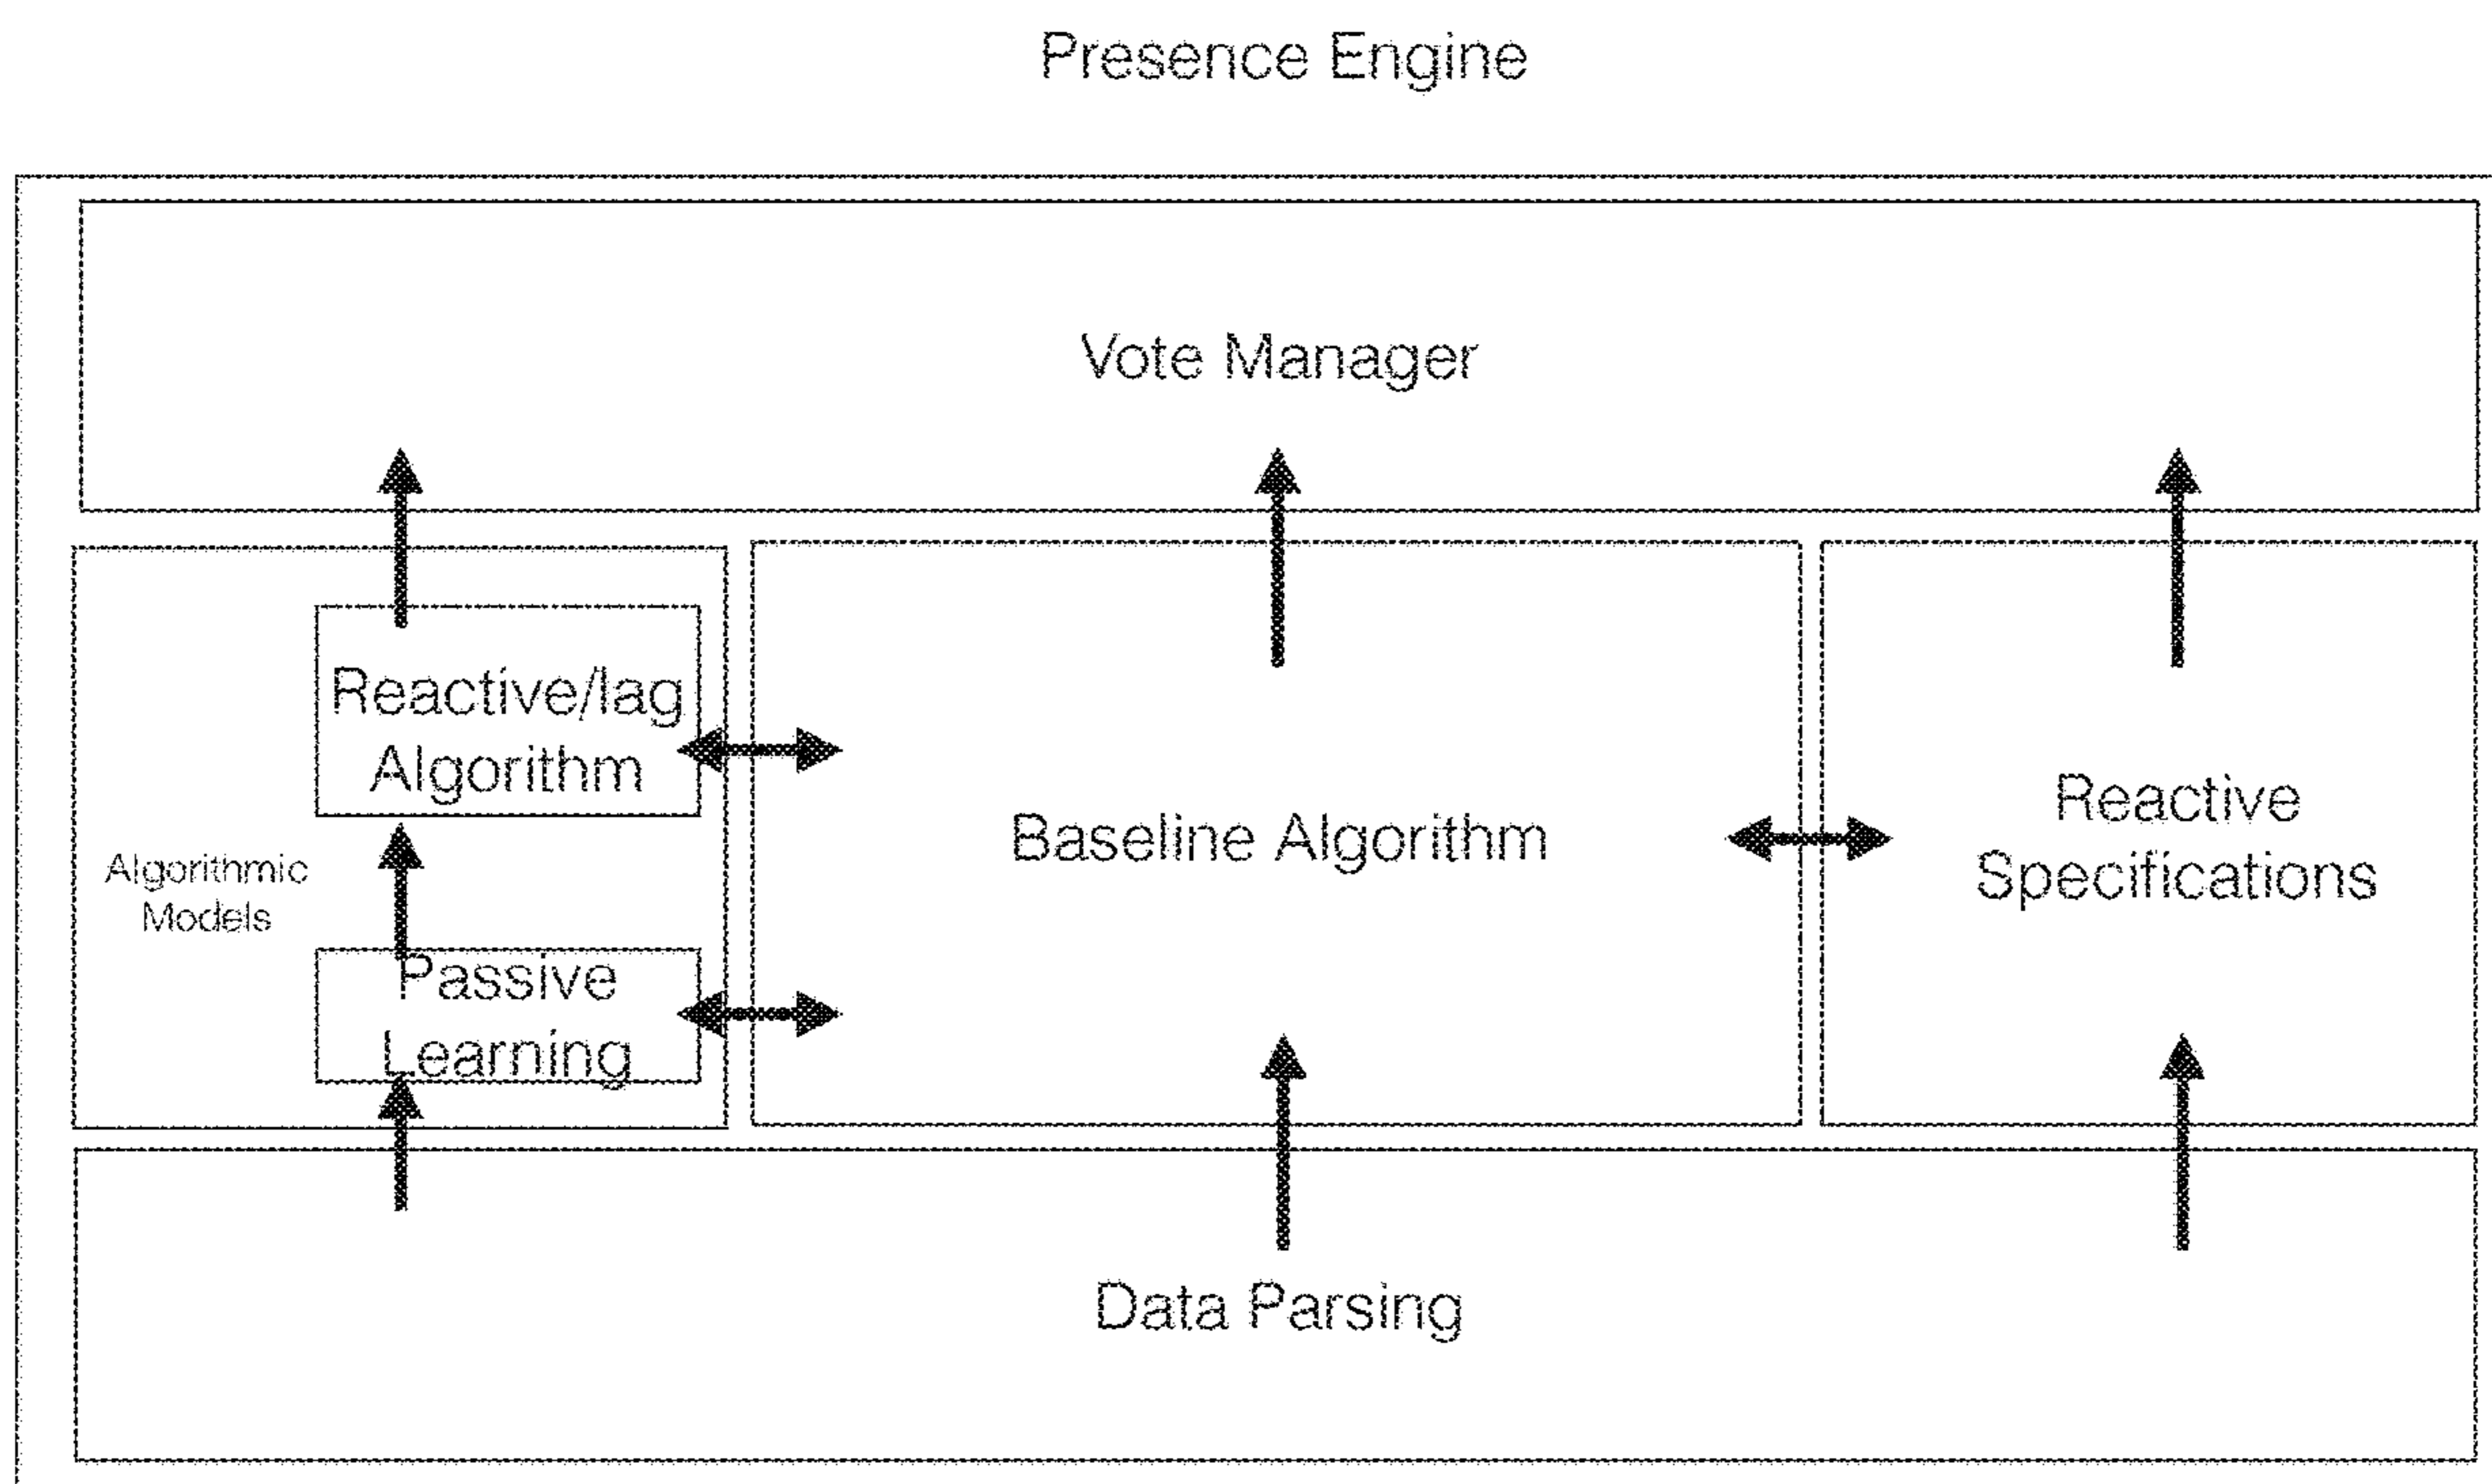 Presence Engine
Vote Manager
Reactive/lag
Algorithm
Algorithmic
Models
Passive
Learning
Baseline Algorithm
Reactive
Specifications
Data Parsing